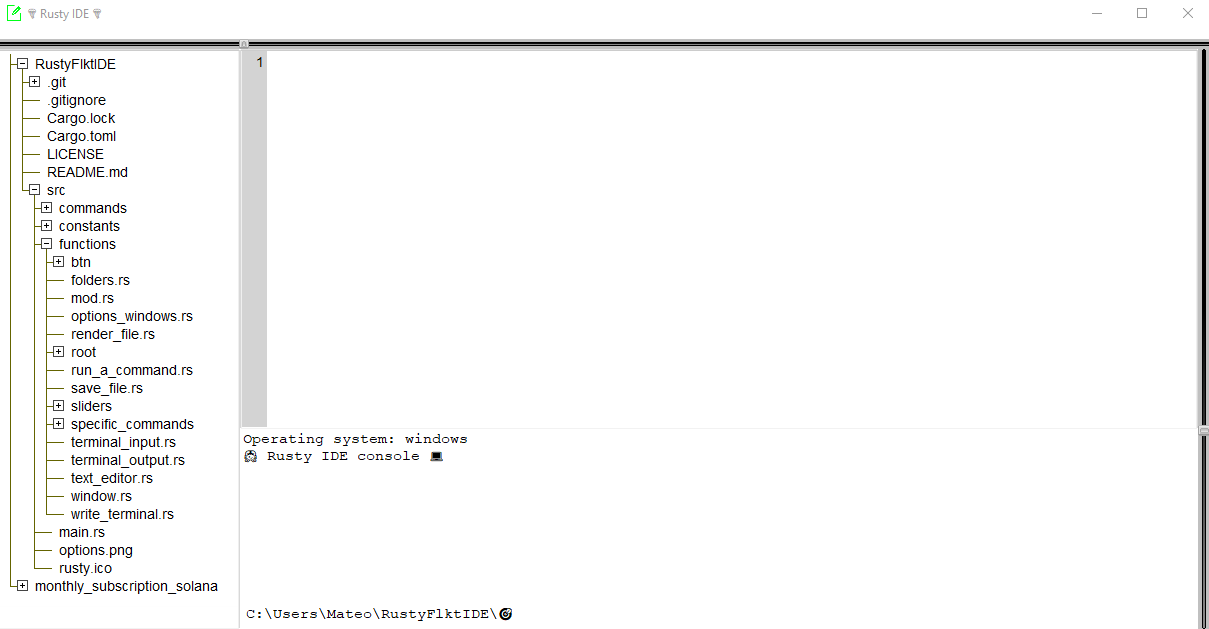 Rusty IDE
RustyFlktIDE
.git
.gitignore
Cargo.lock
Cargo.toml
LICENSE
README.md
src
commands
constants
functions
btn
folders.rs
mod.rs
options_windows.rs
render_file.rs
root
run_a_command.rs
save_file.rs
sliders
specific_commands
terminal_input.rs
terminal_output.rs
text_editor.rs
window.rs
write_terminal.rs
main.rs
options.png
rusty.ico
monthly_subscription_solana
1
Operating system: windows
Rusty IDE console
C:\Users\Mateo\RustyFlktIDE\